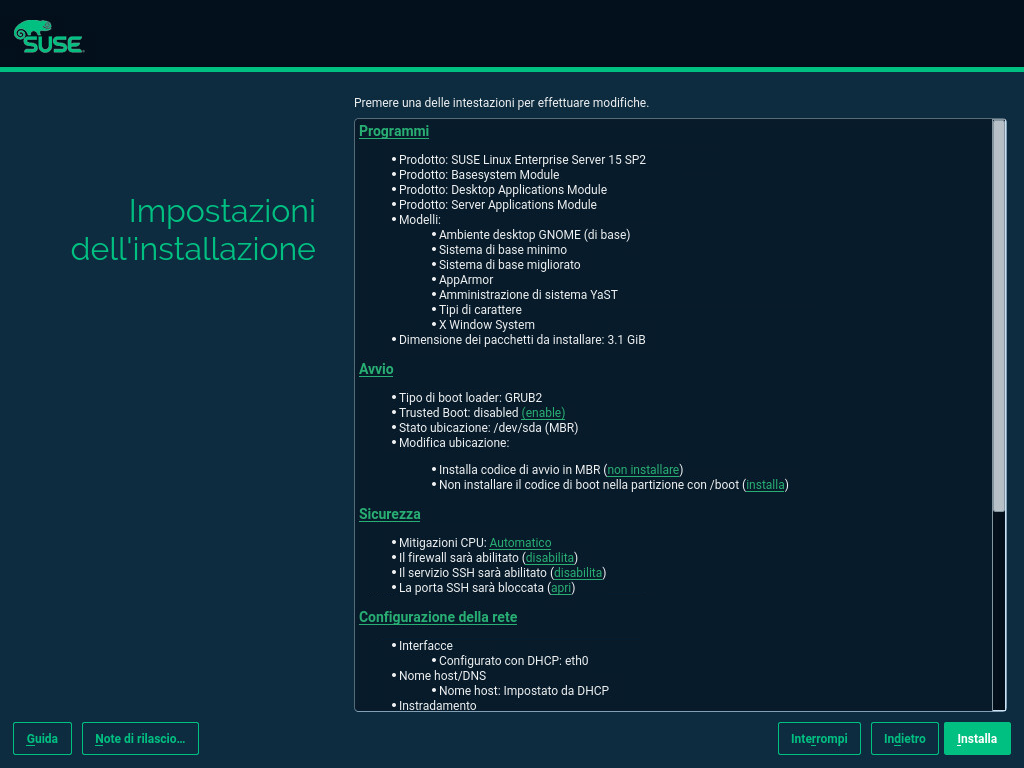 SUSE
Premere una delle intestazioni per effettuare modifiche.
Impostazioni
dell'installazione
Programmi
• Prodotto: SUSE Linux Enterprise Server 15 SP2
• Prodotto: Basesystem Module
• Prodotto: Desktop Applications Module
• Prodotto: Server Applications Module
• Modelli:
• Ambiente desktop GNOME (di base)
• Sistema di base minimo
• Sistema di base migliorato
• AppArmor
• Amministrazione di sistema YaST
• Tipi di carattere
• X Window System
• Dimensione dei pacchetti da installare: 3.1 GiB
Avvio
• Tipo di boot loader: GRUB2
• Trusted Boot: disabled (enable)
• Stato ubicazione: /dev/sda (MBR)
• Modifica ubicazione:
• Installa codice di avvio in MBR (non installare)
• Non installare il codice di boot nella partizione con /boot (installa)
Sicurezza
• Mitigazioni CPU: Automatico
• Il firewall sarà abilitato (disabilita)
• Il servizio SSH sarà abilitato (disabilita)
• La porta SSH sarà bloccata (apri)
Configurazione della rete
• Interfacce
• Configurato con DHCP: eth0
• Nome host/DNS
• Nome host: Impostato da DHCP
• Instradamento
Guida
Note di rilascio...
Interrompi
Indietro
Installa